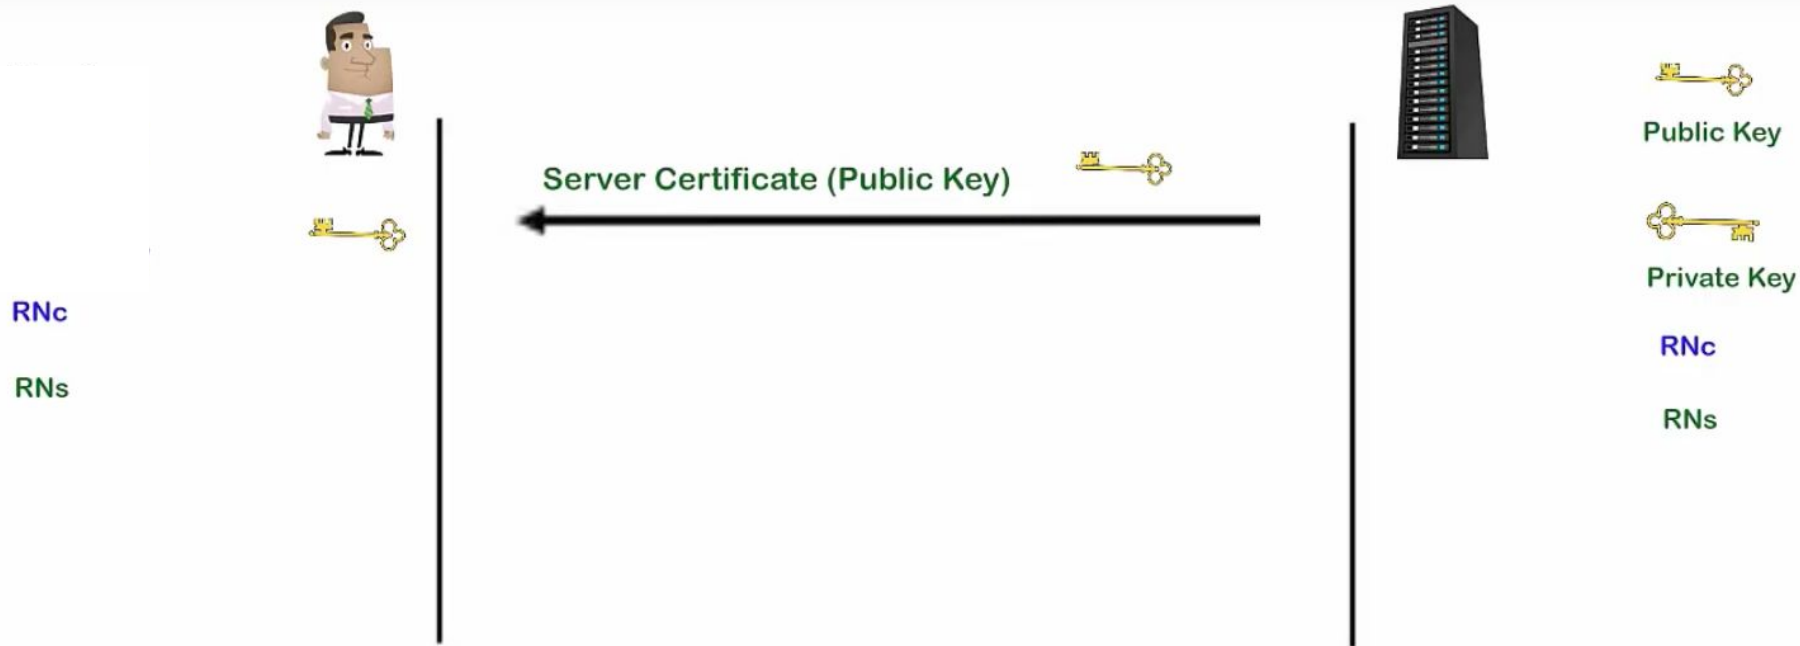 Public Key
Server Certificate (Public Key)
Private Key
RNc
RNc
RNs
RNs